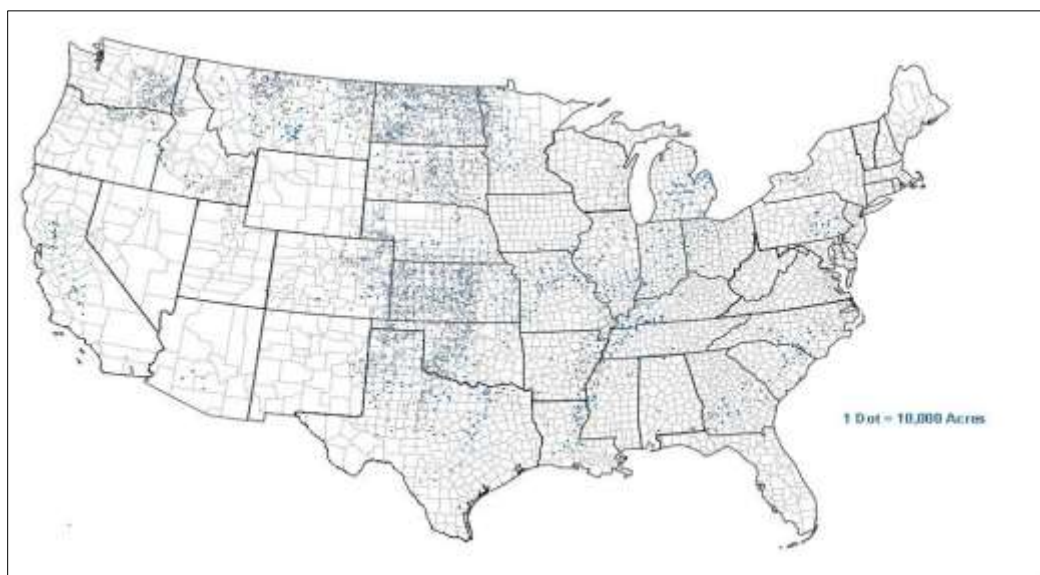 1 Dot = 10,000 Acres